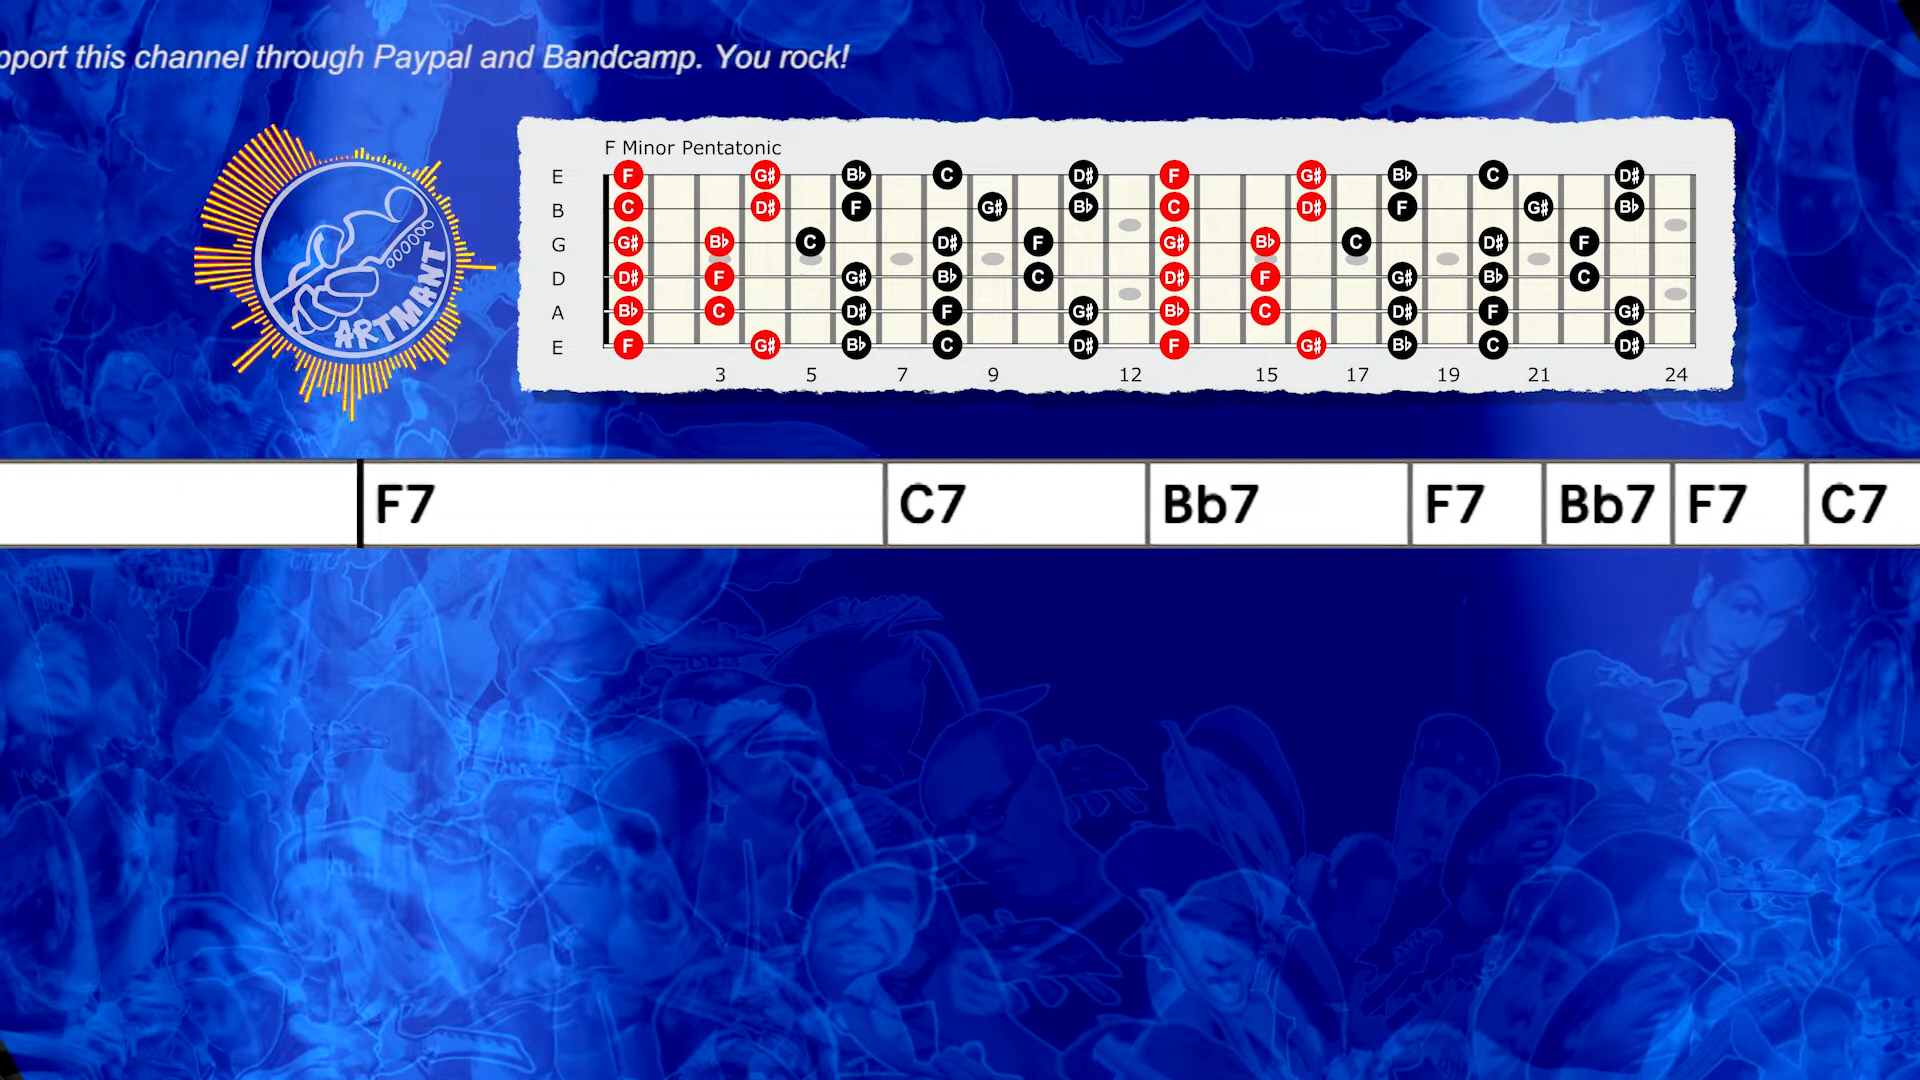 pport this channel through Paypal and Bandcamp. You rock!
ARTMANT
F Minor Pentatonic
E F G# B♭ C D# F G# B♭ C D#
B C D# F G# B♭ C D# F G# B♭
G G# B♭ C D# F G# B♭ C D# F
D D# F G# B♭ C D# F G# B♭ C
A B♭ C D# F G# B♭ C D# F G#
E F G# B♭ C D# F G# B♭ C D#
3 5 7 9 12 15 17 19 21 24
F7 C7 Bb7 F7 Bb7 F7 C7